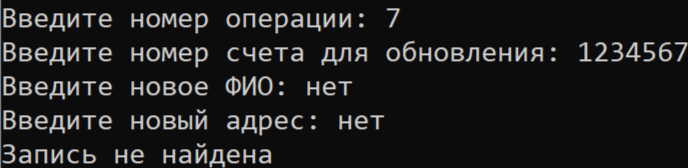 Введите номер операции: 7
Введите номер счета для обновления: 1234567
Введите новое ФИО: нет
Введите новый адрес: нет
Запись не найдена